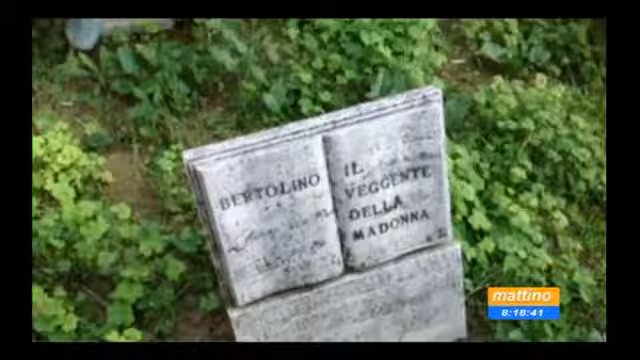 BERTOLINO
IL
VEGGENTE
DELLA
MADONNA
mattino
8:18:41